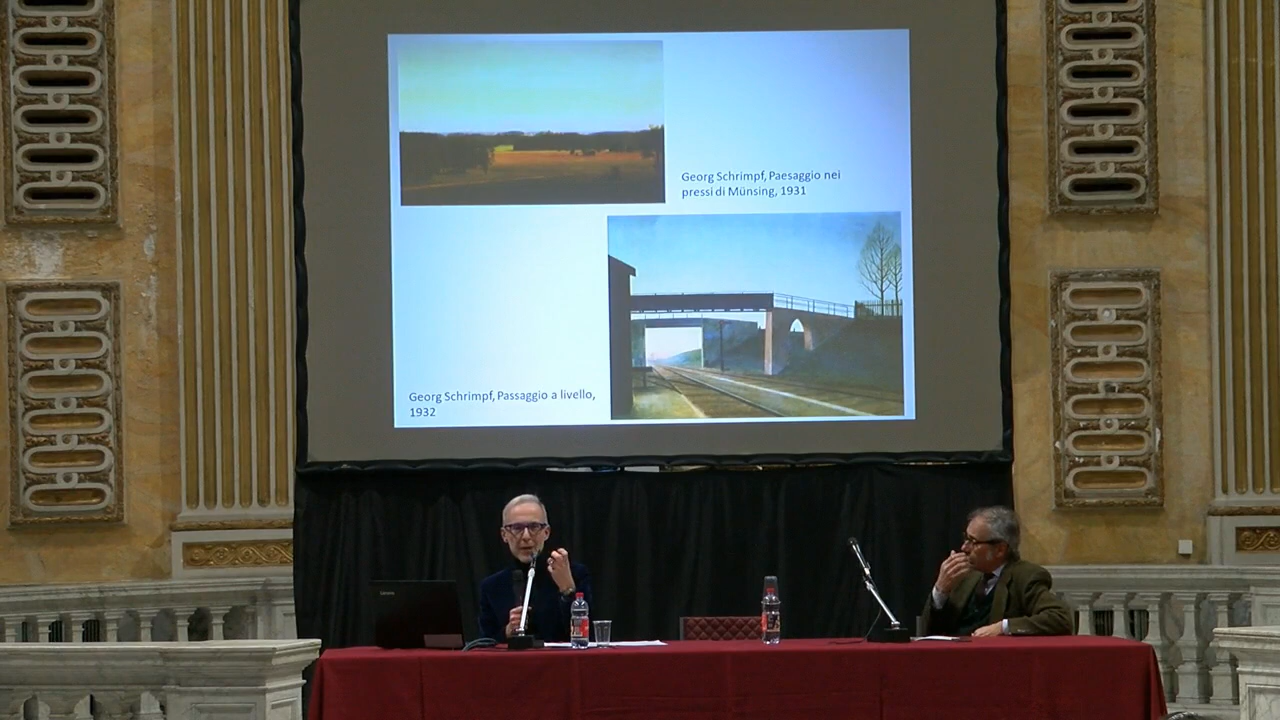 Georg Schrimpf, Paesaggio nei
pressi di Münsing, 1931
Georg Schrimpf, Passaggio a livello,
1932